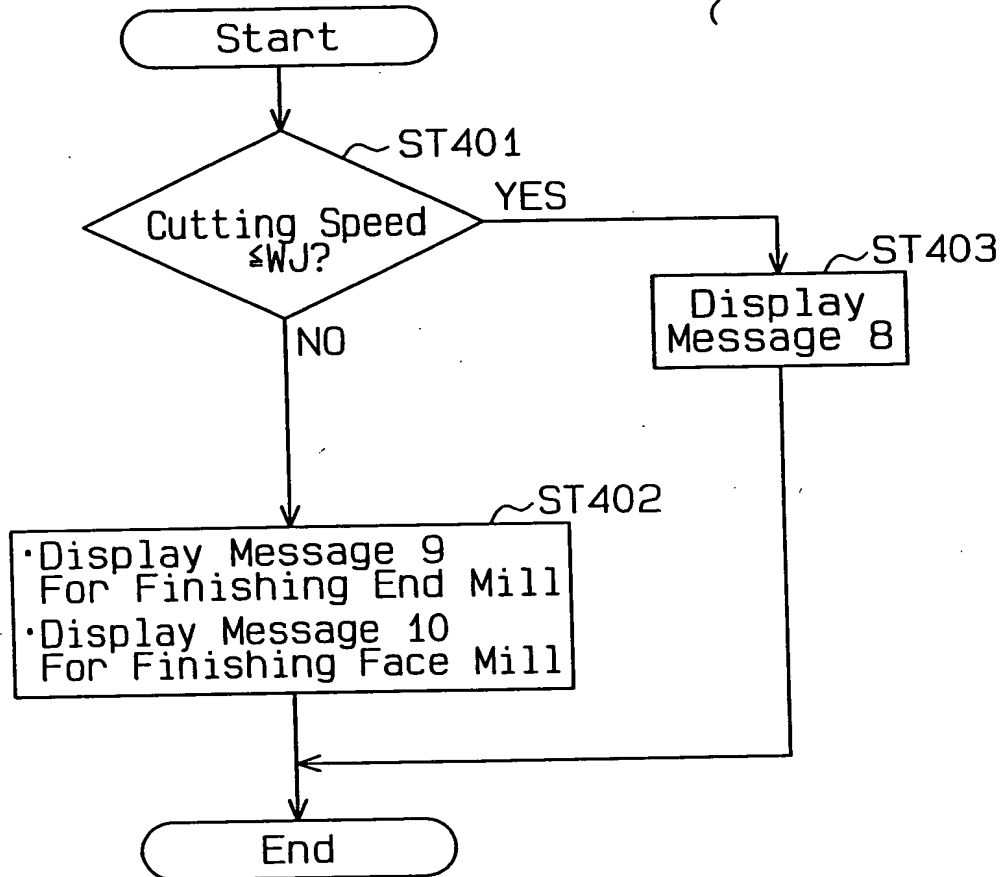 Start
ST401
Cutting Speed
≦WJ?
YES
NO
ST403
Display
Message 8
ST402
·Display Message 9
For Finishing End Mill
·Display Message 10
For Finishing Face Mill
End